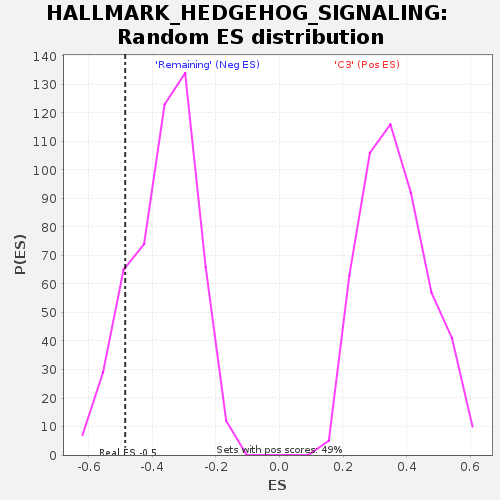 HALLMARK_HEDGEHOG_SIGNALING:
Random ES distribution
'Remaining' (Neg ES)
'C3' (Pos ES)
140
130
120
110
100
90
80
70
60
50
40
30
20
10
0
P(ES)
Real ES -0.5
Sets with pos scores: 49%
-0.6 -0.4 -0.2 0.0 0.2 0.4 0.6
ES